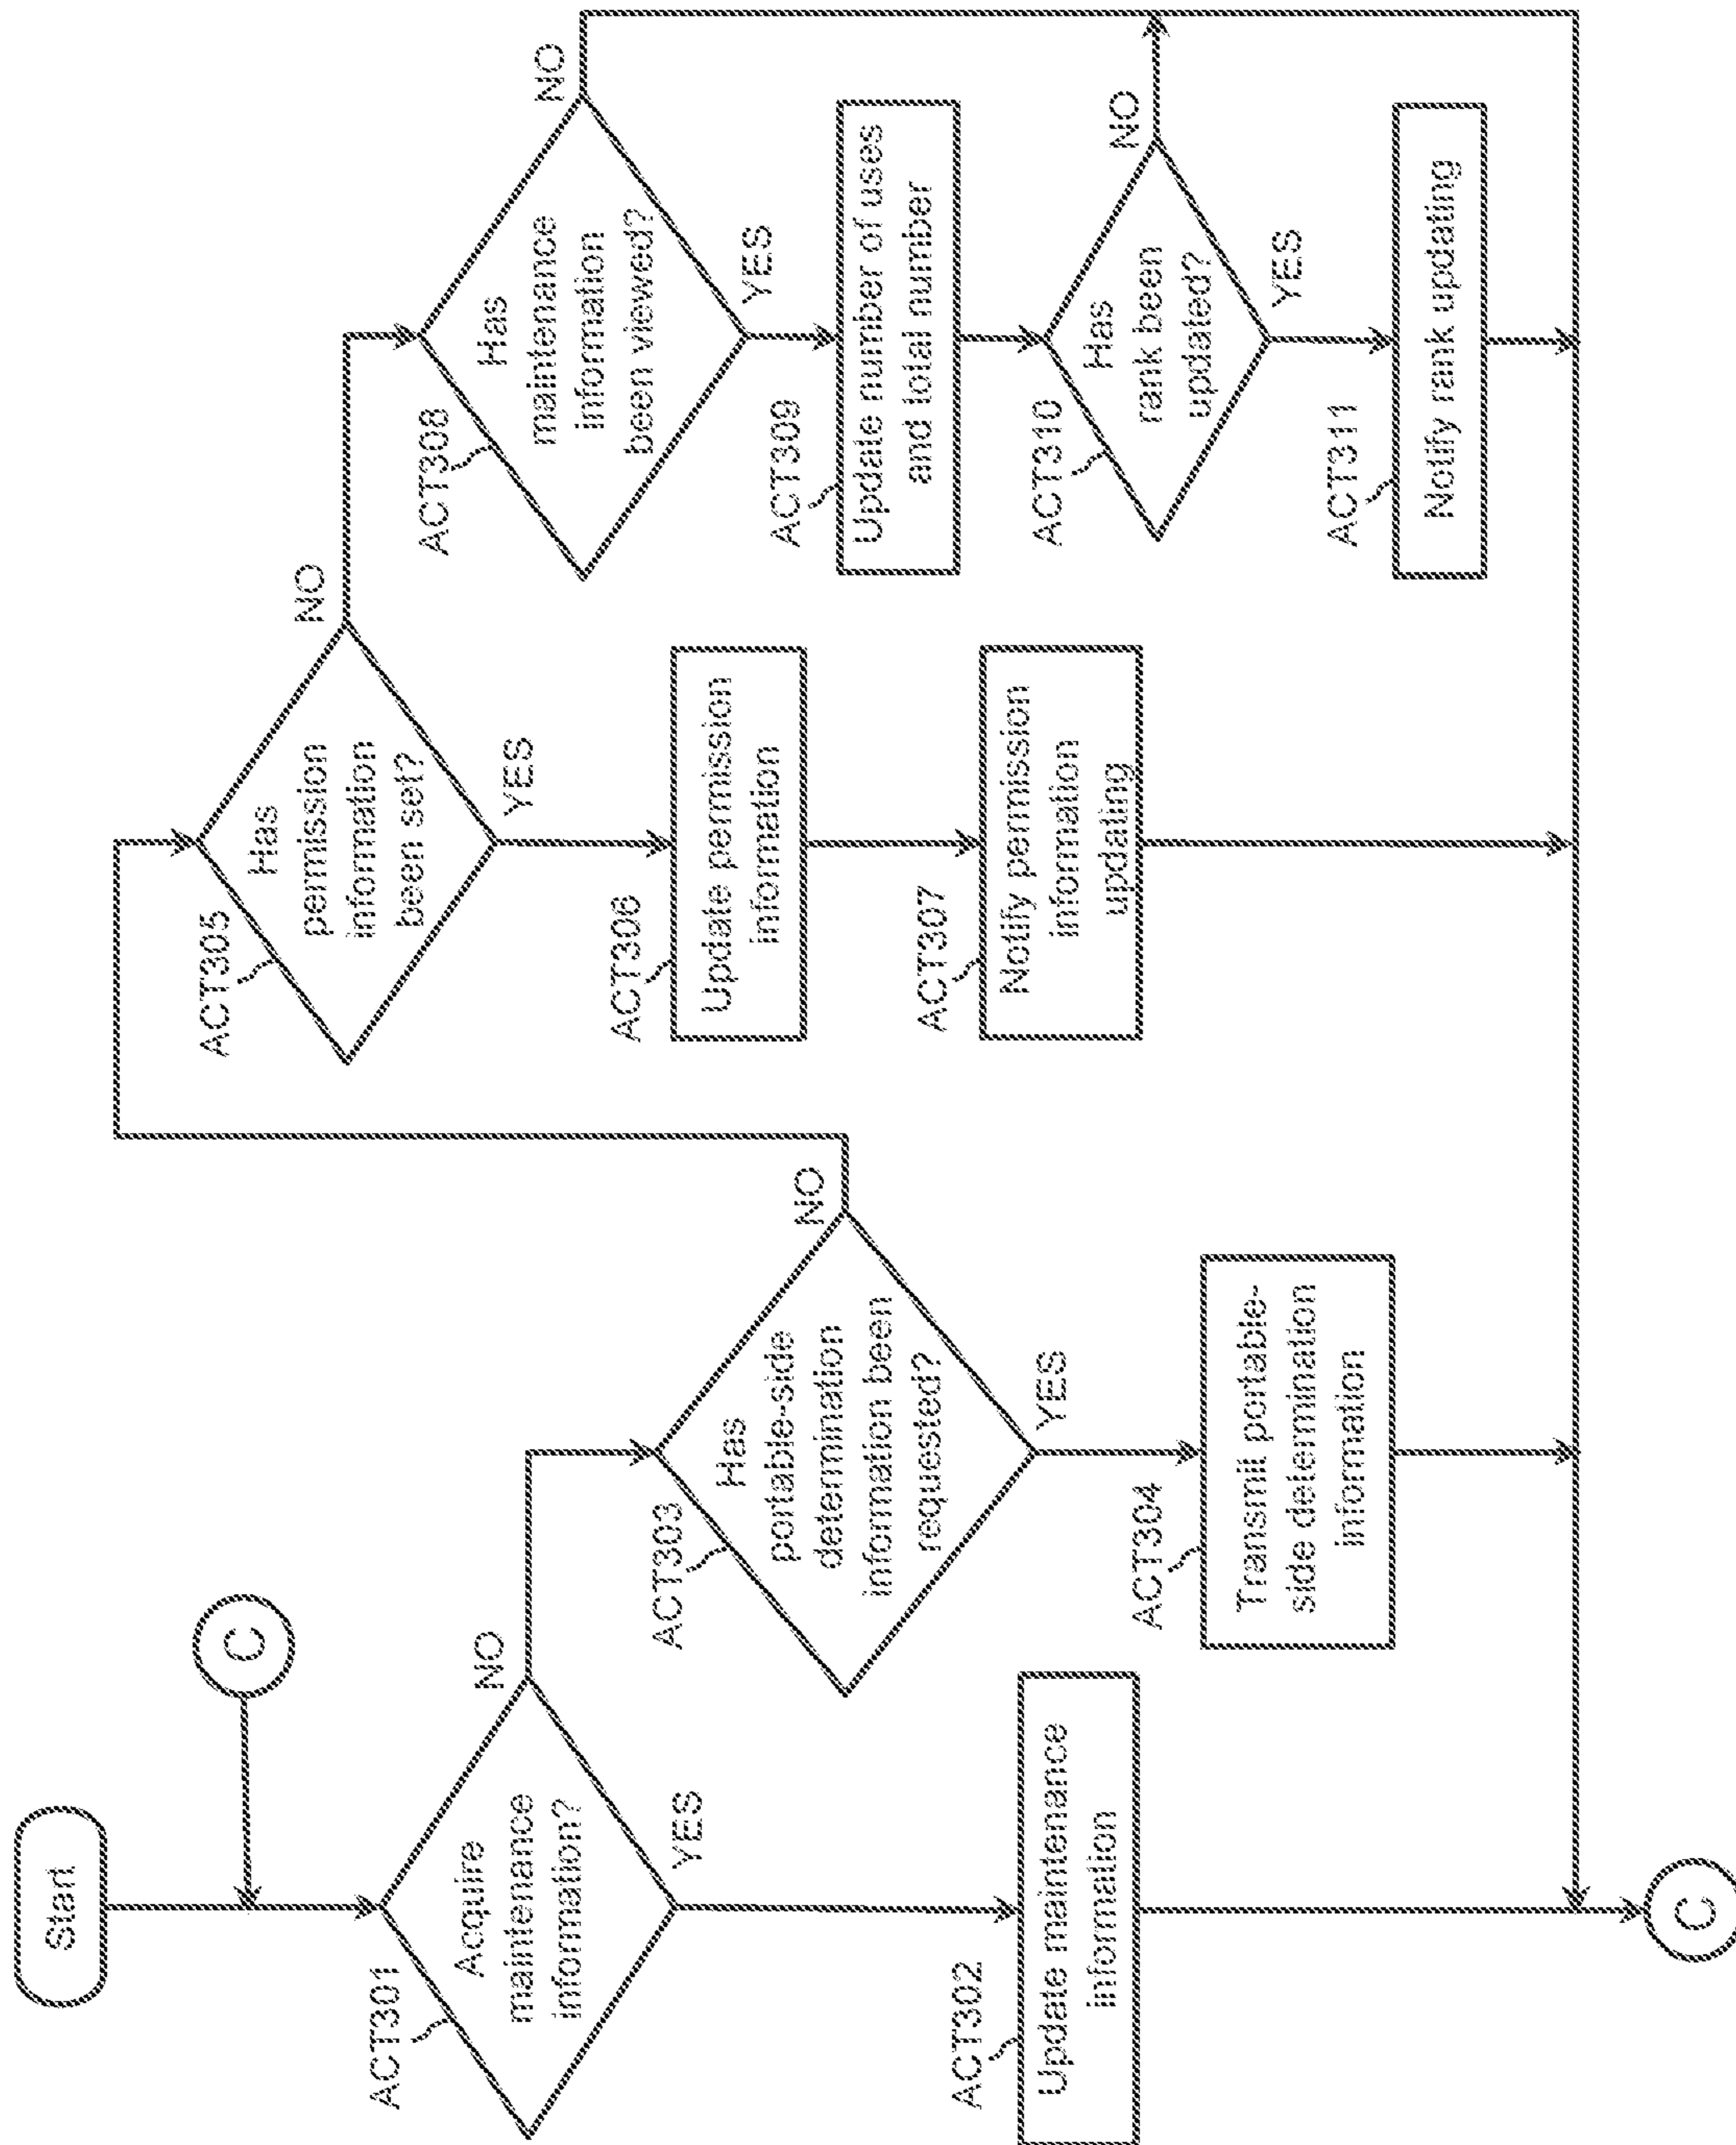 Start
C
ACT301
Acquire
maintenance
information?
NO
YES
ACT302
Update maintenance
information
C
ACT303
Has
portable-side
determination
information been
requested?
NO
YES
ACT304
Transmit portable-
side determination
information
ACT305
Has
permission
information
been set?
NO
YES
ACT306
Update permission
information
ACT307
Notify permission
information
updating
ACT308
Has
maintenance
information
been viewed?
NO
YES
ACT309
Update number of uses
and total number
ACT310
Has
rank been
updated?
NO
YES
ACT311
Notify rank updating